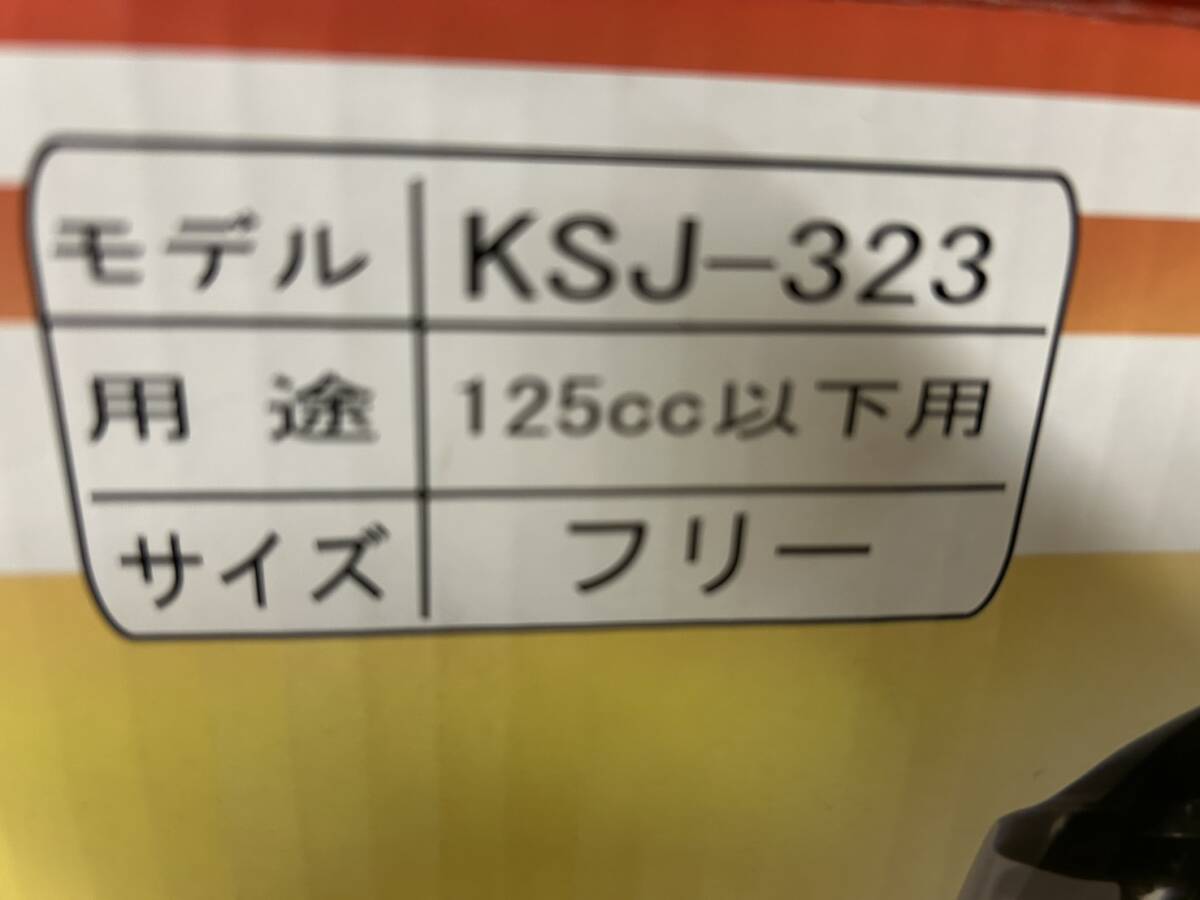 モデル KSJ-323
用途 125cc以下用
サイズ フリー